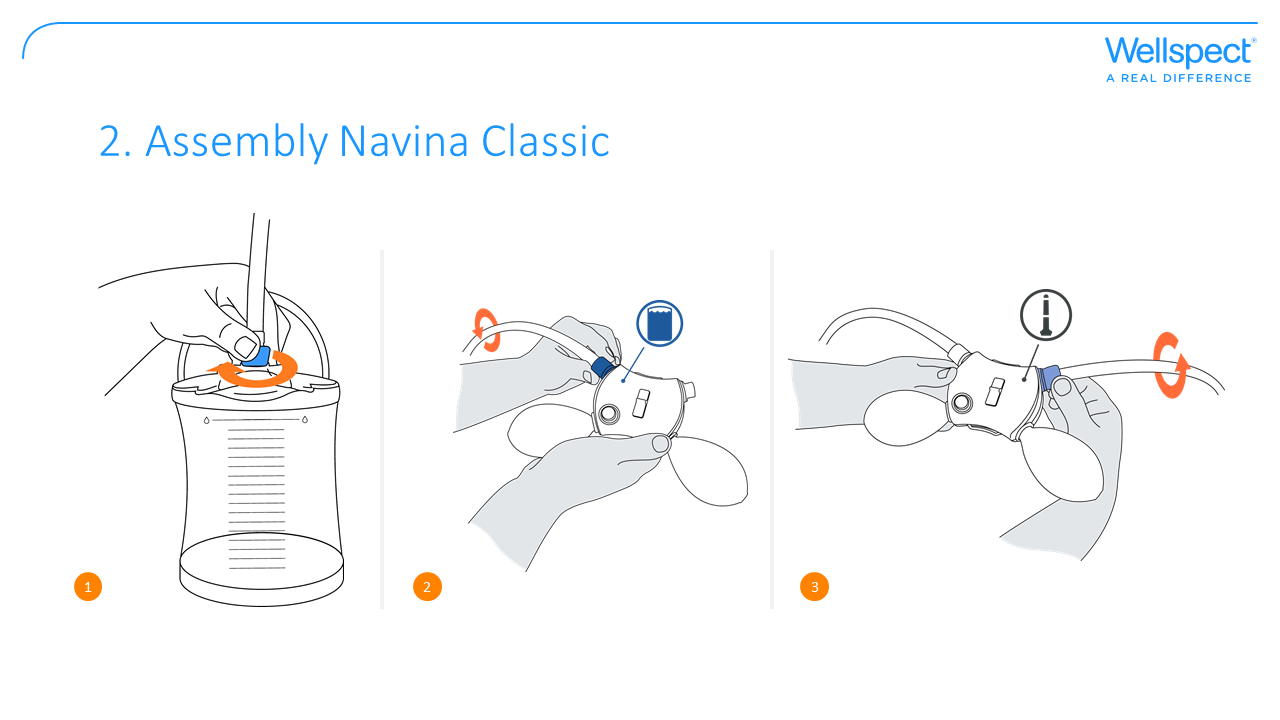 Wellspect®
A REAL DIFFERENCE
2. Assembly Navina Classic
1
2
3